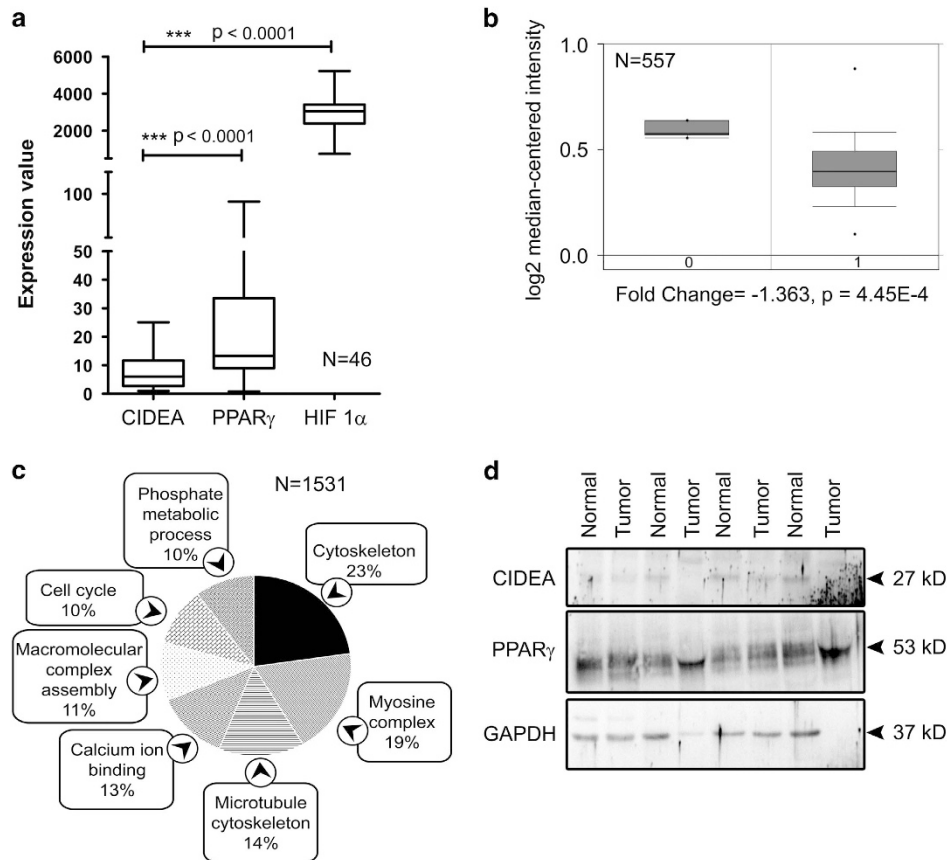 a
*** p < 0.0001
*** p < 0.0001
Expression value
6000
4000
2000
100
50
40
30
20
10
0
N=46
CIDEA PPARγ HIF 1α
b
log2 median-centered intensity
1.0
0.5
0.0
N=557
0 1
Fold Change= -1.363, p = 4.45E-4
c
N=1531
Phosphate
metabolic
process
10%
Cytoskeleton
23%
Cell cycle
10%
Macromolecular
complex
assembly
11%
Myosine
complex
19%
Calcium ion
binding
13%
Microtubule
cytoskeleton
14%
d
Normal Tumor Normal Tumor Normal Tumor Normal Tumor
CIDEA 27 kD
PPARγ 53 kD
GAPDH 37 kD